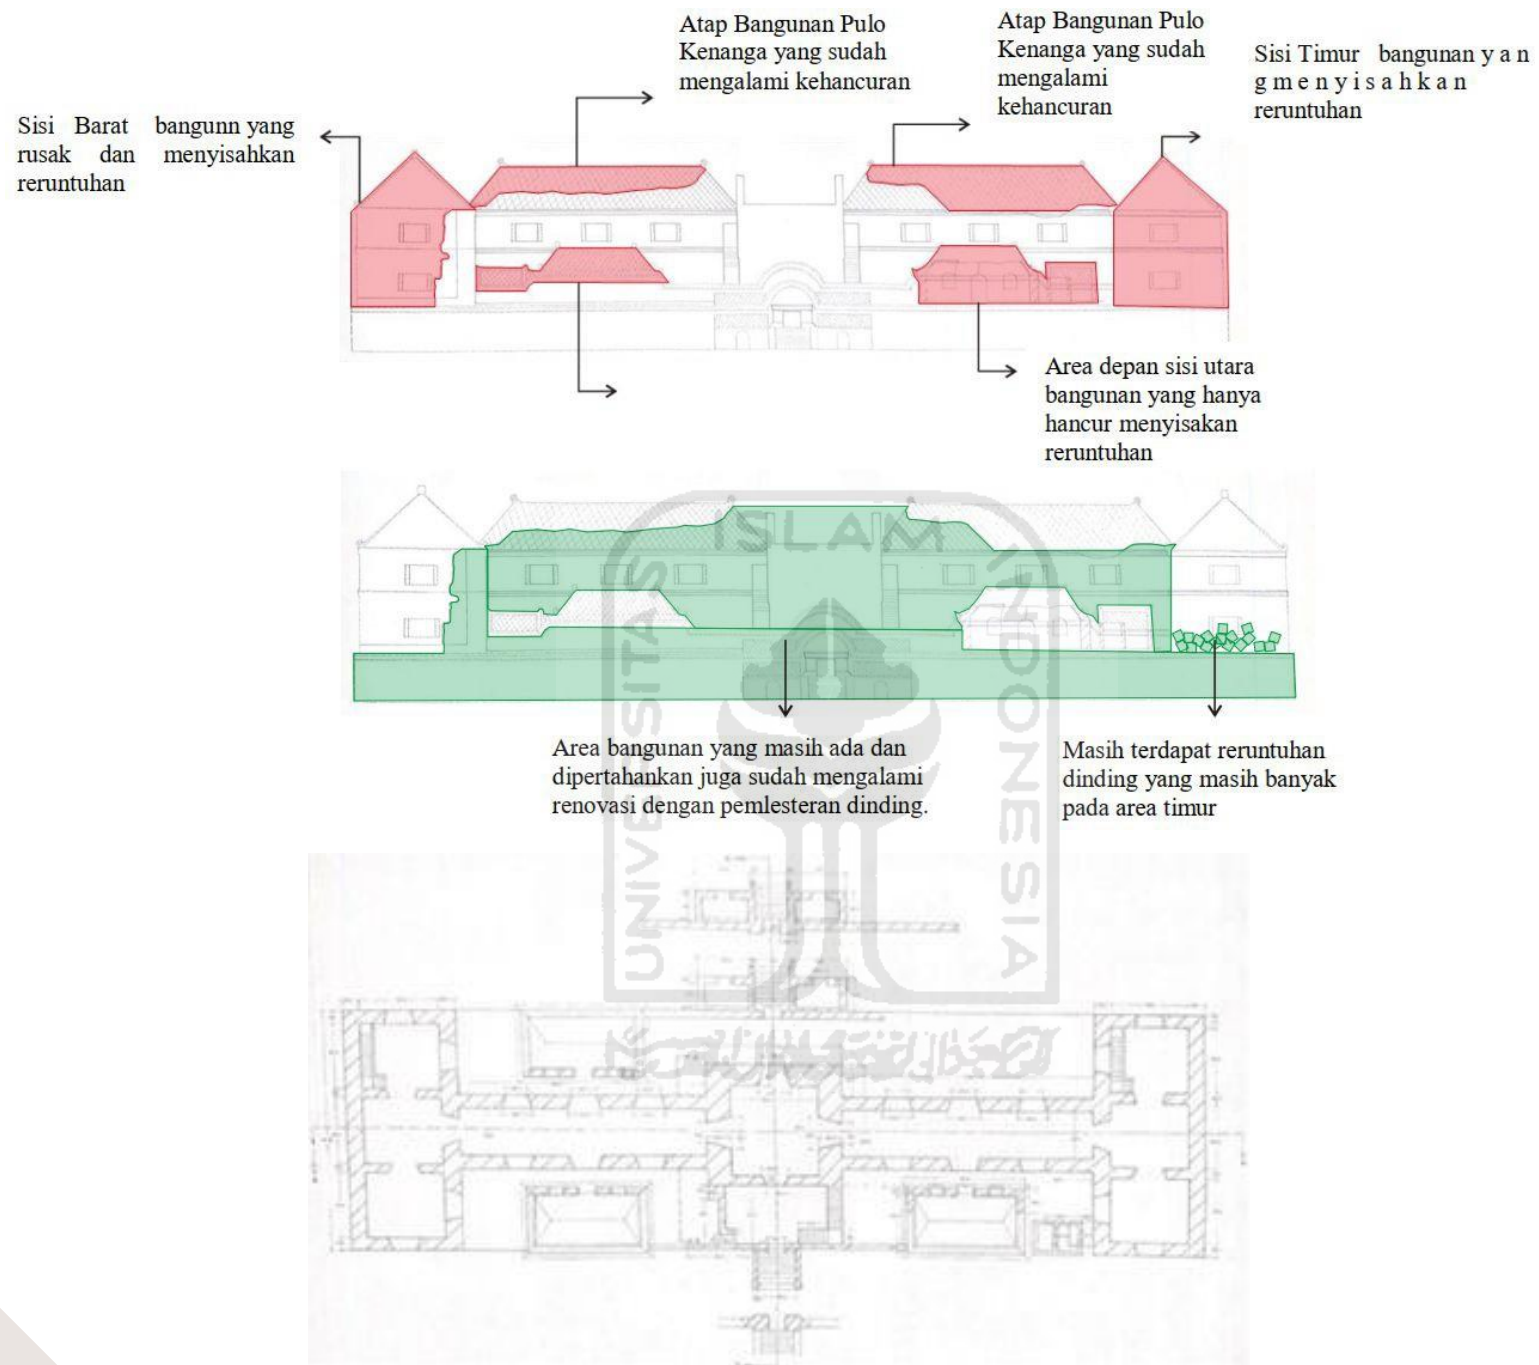 Atap Bangunan Pulo
Kenanga yang sudah
mengalami kehancuran
Atap Bangunan Pulo
Kenanga yang sudah
mengalami
kehancuran
Sisi Timur bangunan y a n
g m e n y i s a h k a n
reruntuhan
Sisi Barat bangunn yang
rusak dan menyisahkan
reruntuhan
Area depan sisi utara
bangunan yang hanya
hancur menyisakan
reruntuhan
Area bangunan yang masih ada dan
dipertahankan juga sudah mengalami
renovasi dengan pemlesteran dinding.
Masih terdapat reruntuhan
dinding yang masih banyak
pada area timur
UNIVERSITAS
ISLAM
INDONESIA